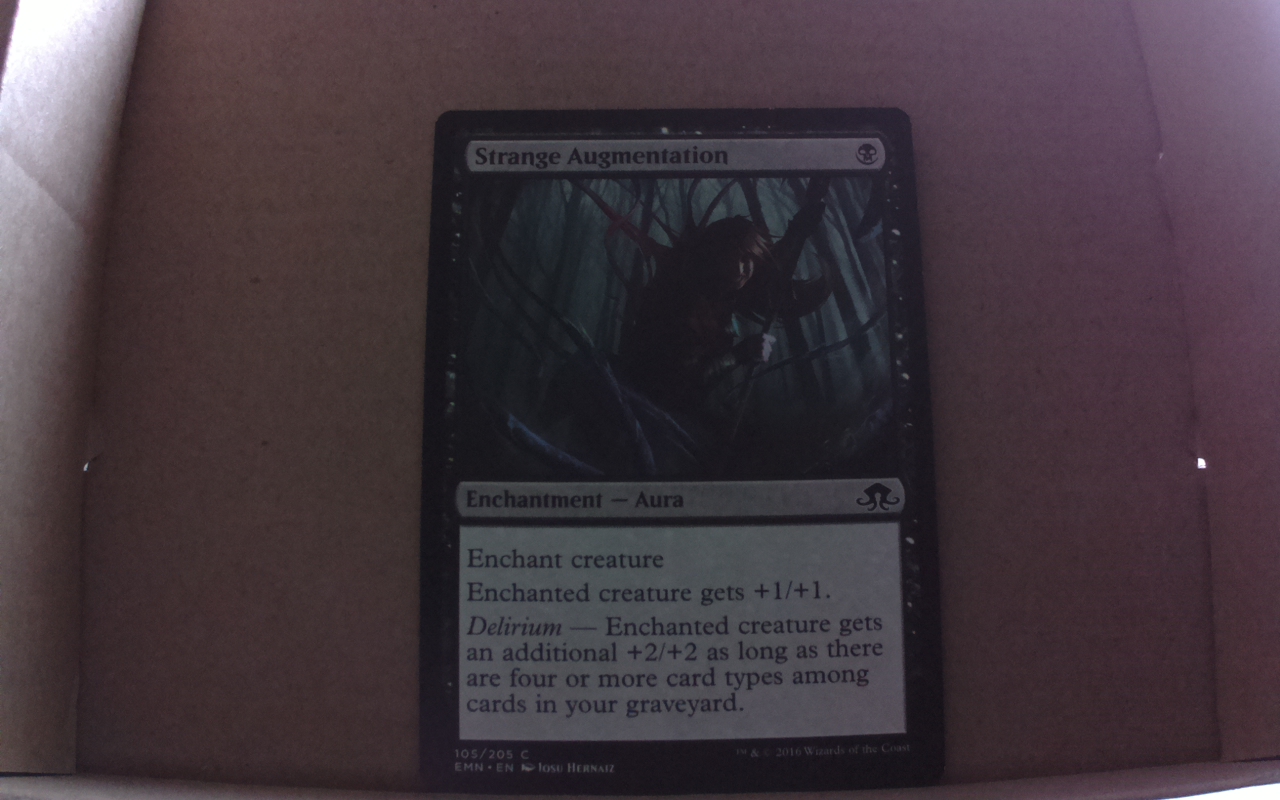 Strange Augmentation
Enchantment — Aura
Enchant creature
Enchanted creature gets +1/+1.
Delirium — Enchanted creature gets
an additional +2/+2 as long as there
are four or more card types among
cards in your graveyard.
105/205 C
™ & © 2016 Wizards of the Coast
EMN • EN Josu Hernaiz